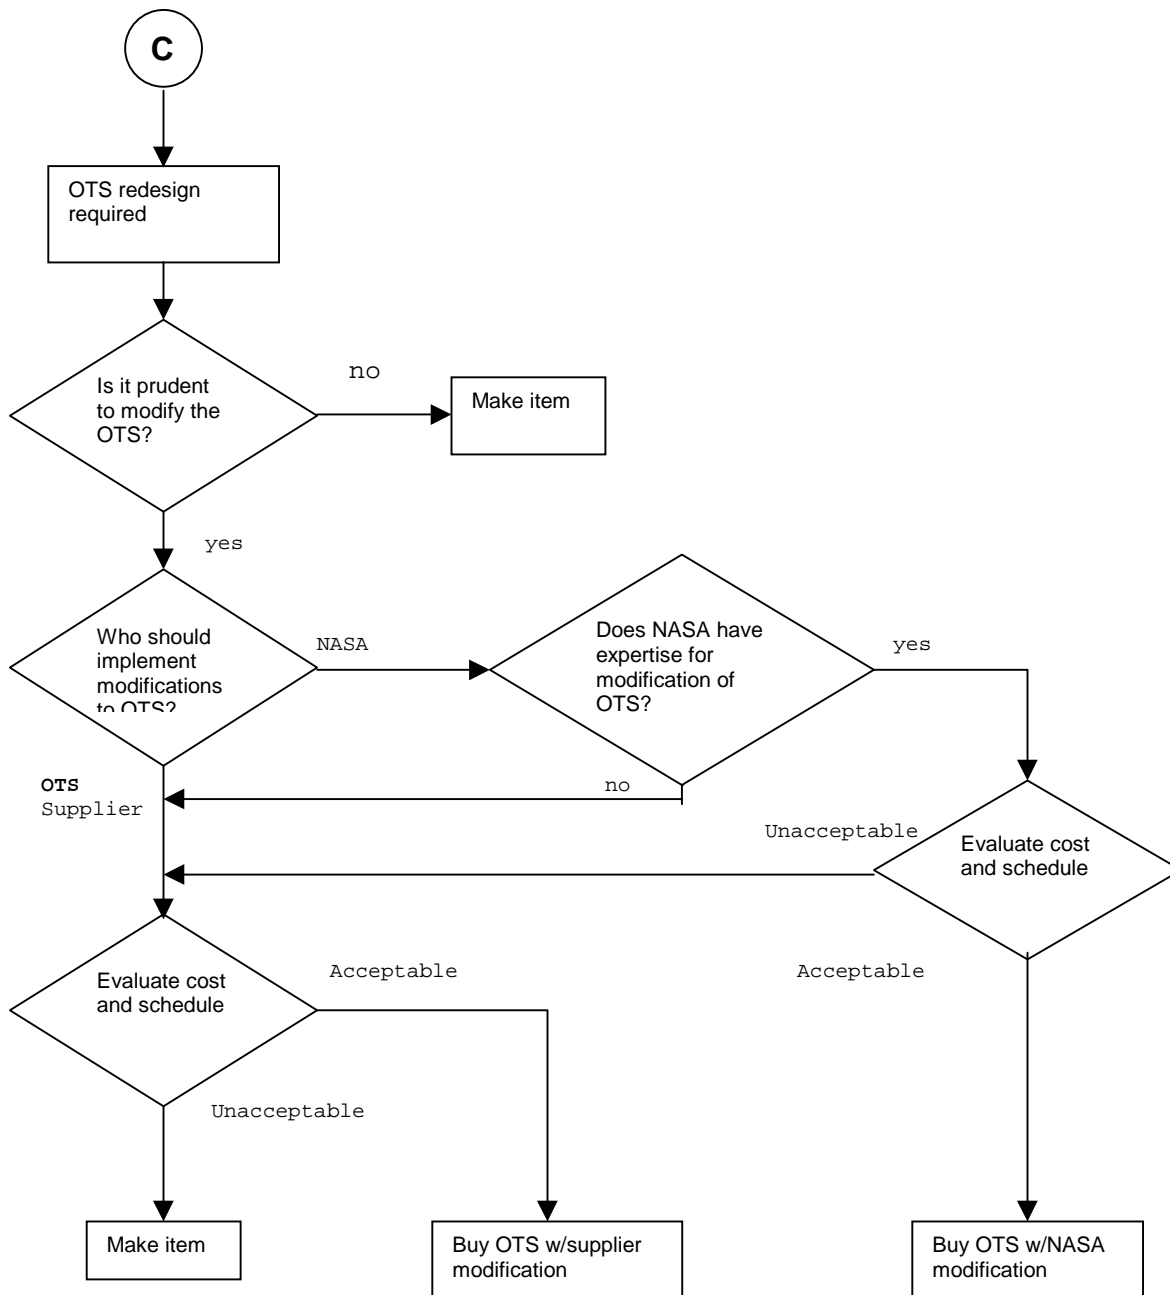 C
OTS redesign
required
Is it prudent
to modify the
OTS?
no
Make item
yes
Who should
implement
modifications
to OTS?
NASA
Does NASA have
expertise for
modification of
OTS?
yes
OTS
Supplier
no
Unacceptable
Evaluate cost
and schedule
Evaluate cost
and schedule
Acceptable
Acceptable
Unacceptable
Make item
Buy OTS w/supplier
modification
Buy OTS w/NASA
modification